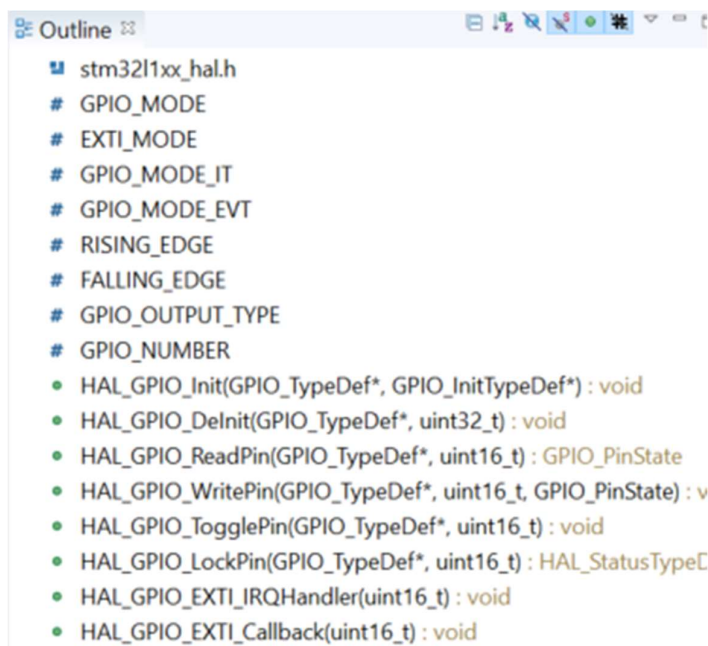 Outline
stm32l1xx_hal.h
# GPIO_MODE
# EXTI_MODE
# GPIO_MODE_IT
# GPIO_MODE_EVT
# RISING_EDGE
# FALLING_EDGE
# GPIO_OUTPUT_TYPE
# GPIO_NUMBER
HAL_GPIO_Init(GPIO_TypeDef*, GPIO_InitTypeDef*) : void
HAL_GPIO_DeInit(GPIO_TypeDef*, uint32_t) : void
HAL_GPIO_ReadPin(GPIO_TypeDef*, uint16_t) : GPIO_PinState
HAL_GPIO_WritePin(GPIO_TypeDef*, uint16_t, GPIO_PinState) : v
HAL_GPIO_TogglePin(GPIO_TypeDef*, uint16_t) : void
HAL_GPIO_LockPin(GPIO_TypeDef*, uint16_t) : HAL_StatusTypeD
HAL_GPIO_EXTI_IRQHandler(uint16_t) : void
HAL_GPIO_EXTI_Callback(uint16_t) : void